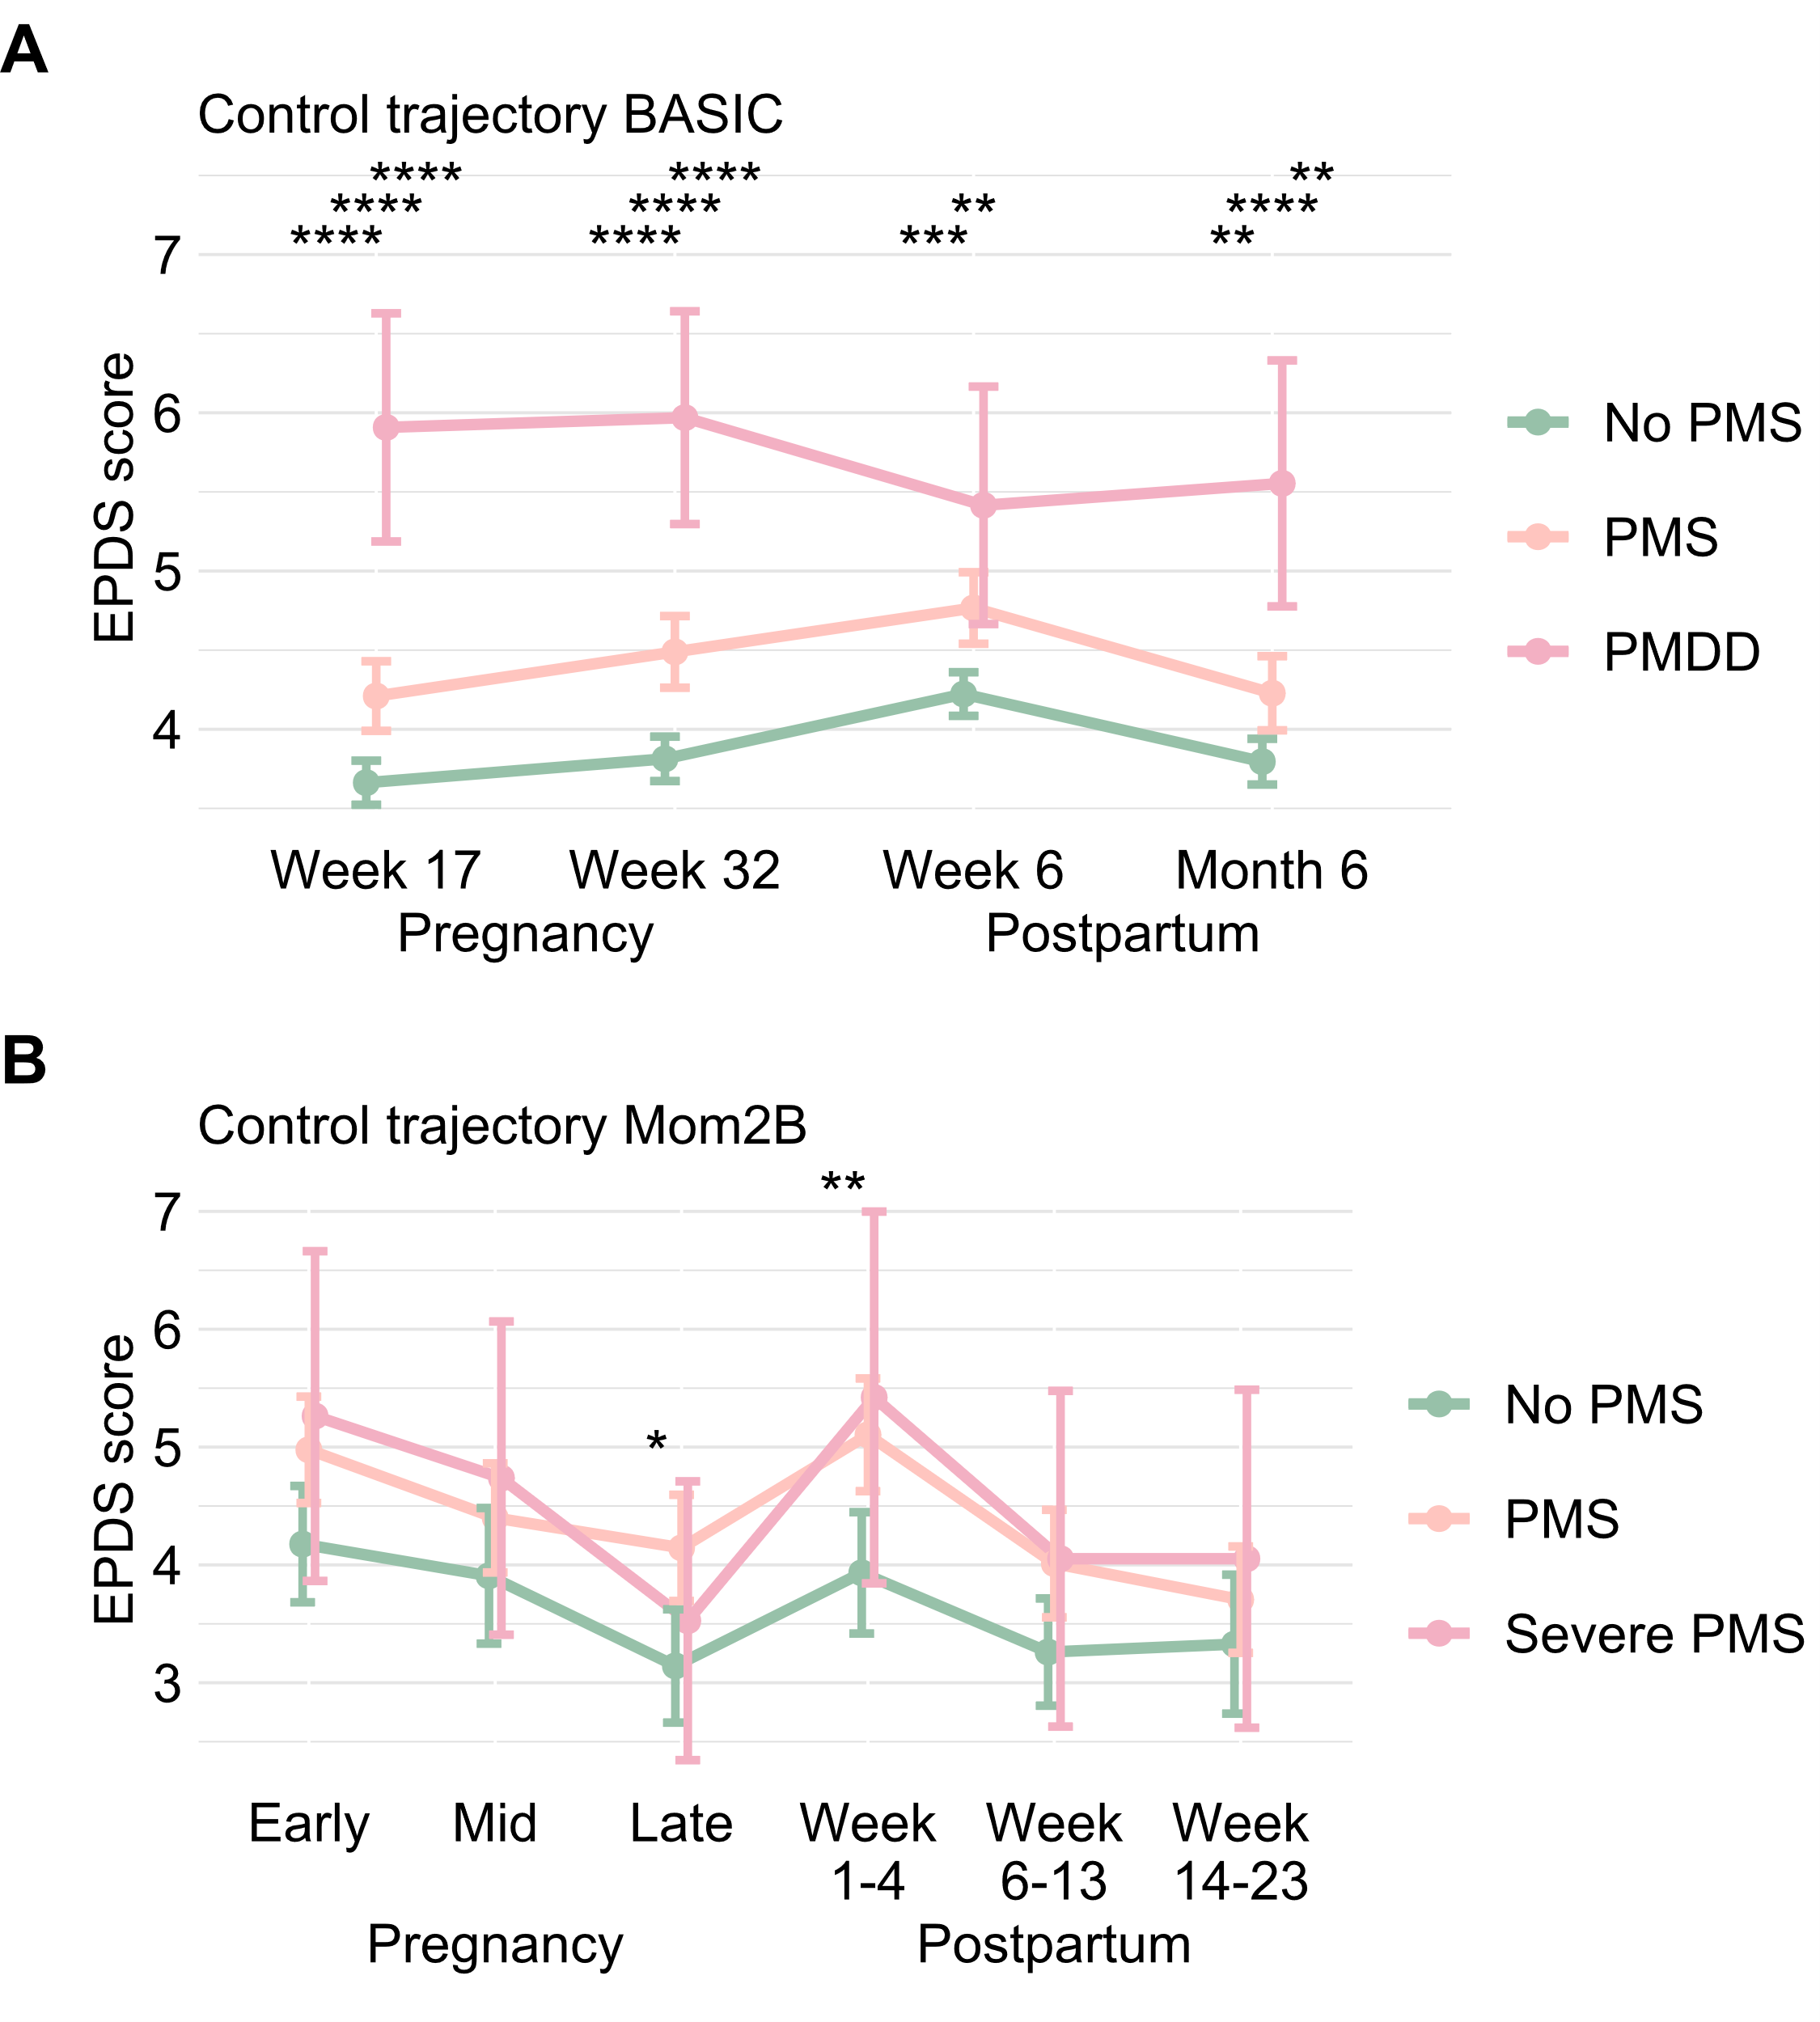 A
Control trajectory BASIC
**** **** **
**** **** ** ****
**** **** *** **
7
6
5
4
EPDS score
No PMS
PMS
PMDD
Week 17 Week 32 Week 6 Month 6
Pregnancy Postpartum
B
Control trajectory Mom2B
**
*
7
6
5
4
3
EPDS score
No PMS
PMS
Severe PMS
Early Mid Late Week Week Week
1-4 6-13 14-23
Pregnancy Postpartum